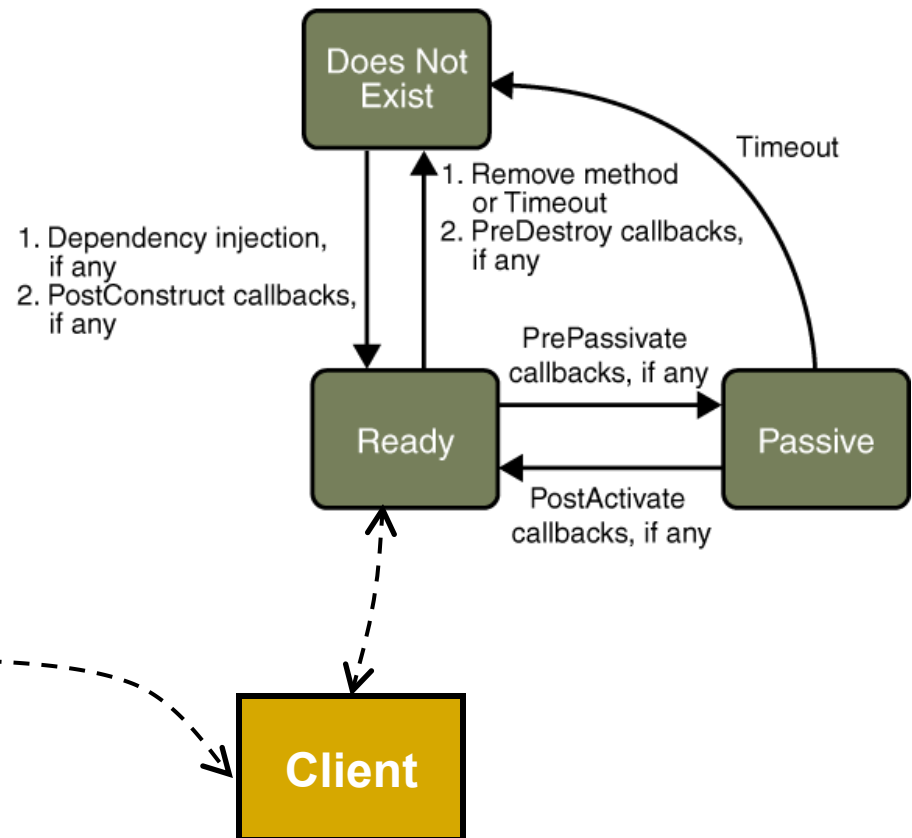 Does Not
Exist
Timeout
1. Remove method
or Timeout
2. PreDestroy callbacks,
if any
1. Dependency injection,
if any
2. PostConstruct callbacks,
if any
PrePassivate
callbacks, if any
Ready
Passive
PostActivate
callbacks, if any
Client